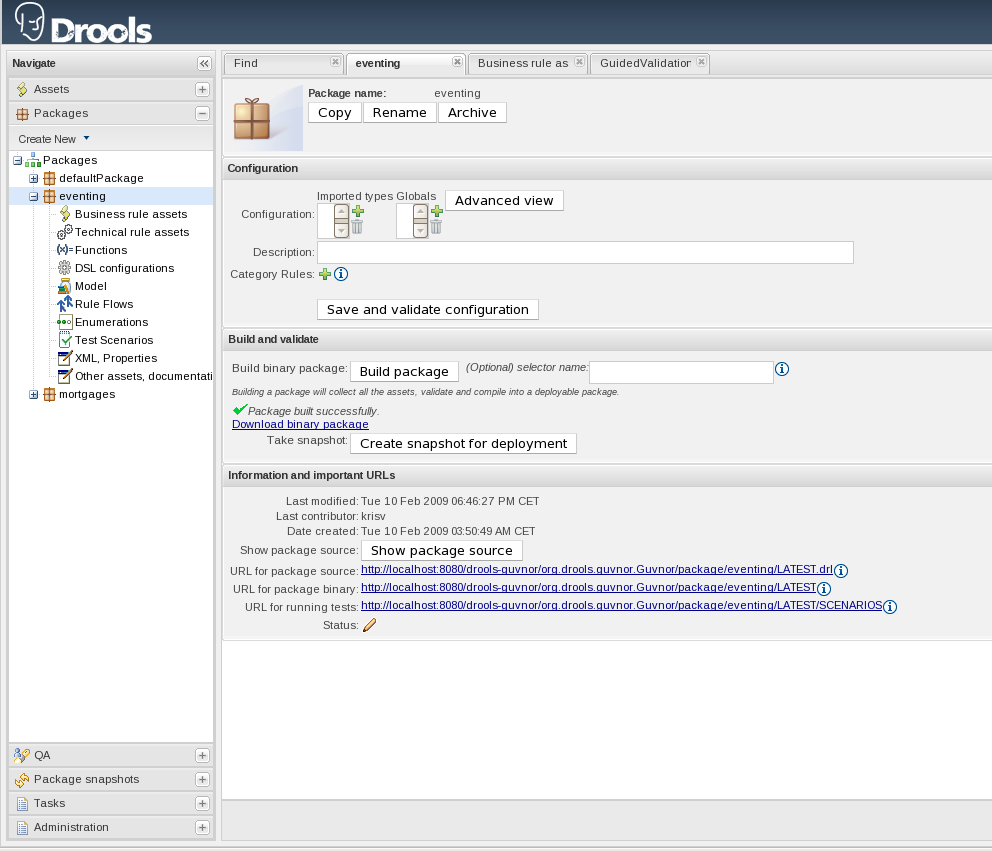 Drools
Navigate
Assets
Packages
Create New
Packages
defaultPackage
eventing
Business rule assets
Technical rule assets
(x)= Functions
DSL configurations
Model
Rule Flows
Enumerations
Test Scenarios
XML, Properties
Other assets, documentati
mortgages
QA
Package snapshots
Tasks
Administration
Find eventing Business rule as GuidedValidation
Package name: eventing
Copy Rename Archive
Configuration
Imported types Globals Advanced view
Configuration:
Description:
Category Rules:
Save and validate configuration
Build and validate
Build binary package: Build package (Optional) selector name:
Building a package will collect all the assets, validate and compile into a deployable package.
Package built successfully.
Download binary package
Take snapshot: Create snapshot for deployment
Information and important URLs
Last modified: Tue 10 Feb 2009 06:46:27 PM CET
Last contributor: krisv
Date created: Tue 10 Feb 2009 03:50:49 AM CET
Show package source: Show package source
URL for package source: http://localhost:8080/drools-guvnor/org.drools.guvnor.Guvnor/package/eventing/LATEST.drl
URL for package binary: http://localhost:8080/drools-guvnor/org.drools.guvnor.Guvnor/package/eventing/LATEST
URL for running tests: http://localhost:8080/drools-guvnor/org.drools.guvnor.Guvnor/package/eventing/LATEST/SCENARIOS
Status: